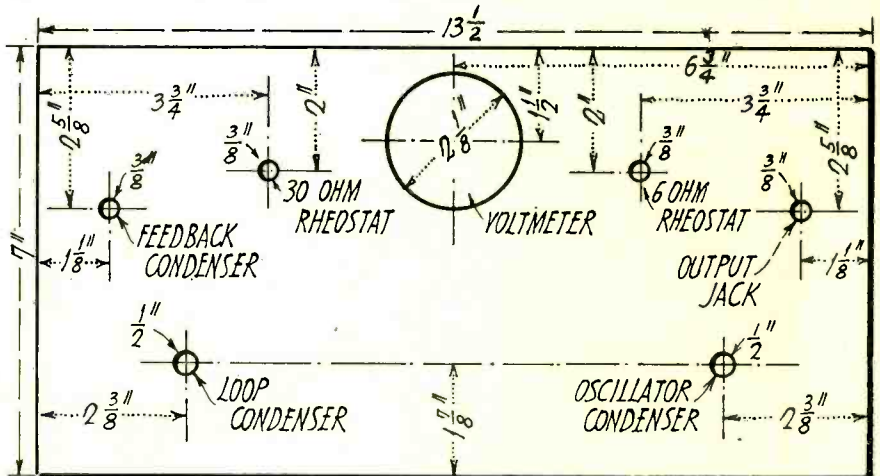 13 1/2
6 3/4"
3 3/4"
2"
1 1/2"
2"
3 3/4"
2 5/8"
2 1/8"
2 5/8"
3/8"
3/8"
3/8"
3/8"
30 OHM
RHEOSTAT
VOLTMETER
6 OHM
RHEOSTAT
FEEDBACK
CONDENSER
OUTPUT
JACK
7"
1 1/8"
1 1/8"
1/2"
1/2"
LOOP
CONDENSER
OSCILLATOR
CONDENSER
2 3/8"
1 7/8"
2 3/8"